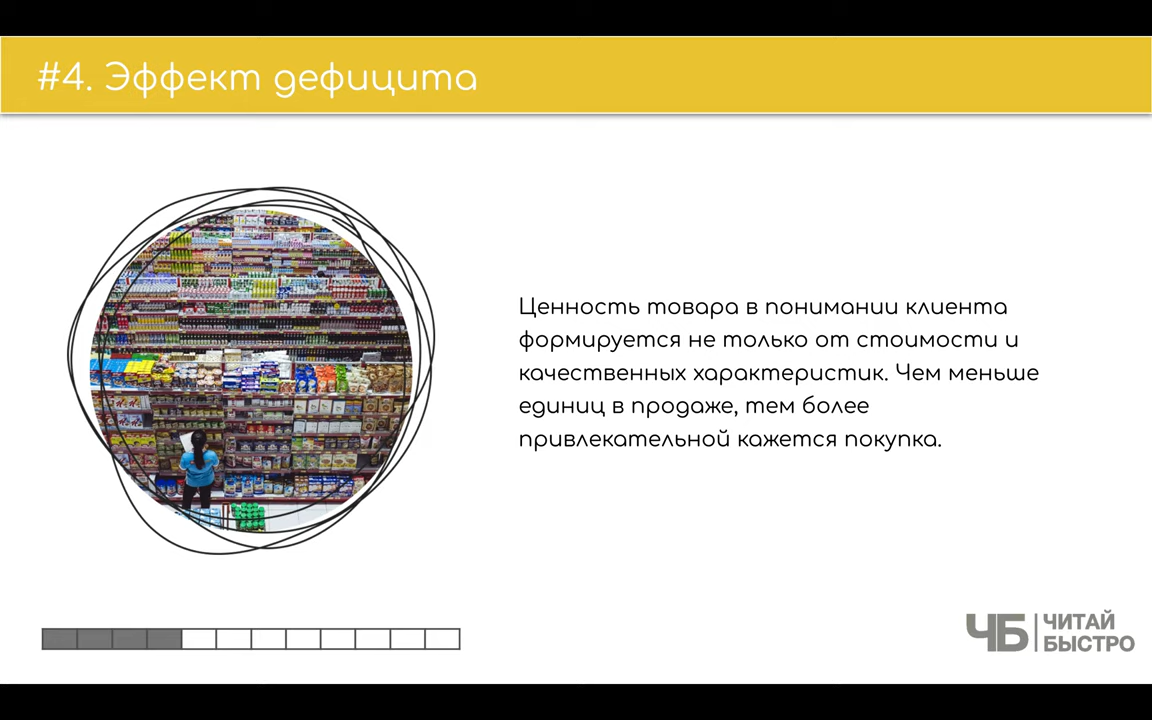 #4. Эффект дефицита
Ценность товара в понимании клиента
формируется не только от стоимости и
качественных характеристик. Чем меньше
единиц в продаже, тем более
привлекательной кажется покупка.
ЧБ ЧИТАЙ
БЫСТРО